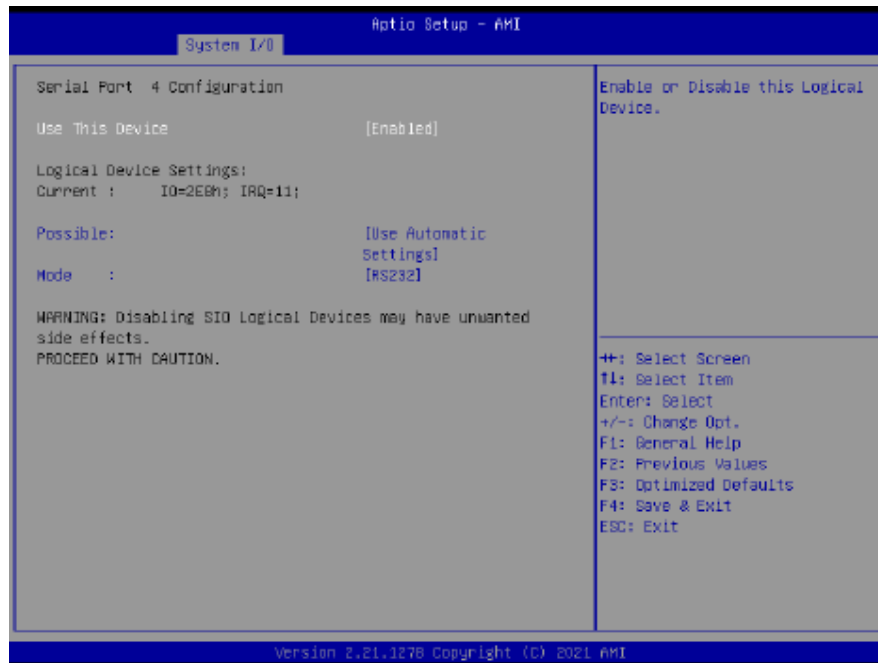 Aptio Setup - AMI
System I/O
Serial Port 4 Configuration
Use This Device [Enabled]
Logical Device Settings:
Current : IO=2E8h; IRQ=11;
Possible: [Use Automatic
Settings]
Mode : [RS232]
WARNING: Disabling SIO Logical Devices may have unwanted
side effects.
PROCEED WITH CAUTION.
Enable or Disable this Logical
Device.
→←: Select Screen
↑↓: Select Item
Enter: Select
+/-: Change Opt.
F1: General Help
F2: Previous Values
F3: Optimized Defaults
F4: Save & Exit
ESC: Exit
Version 2.21.1278 Copyright (C) 2021 AMI